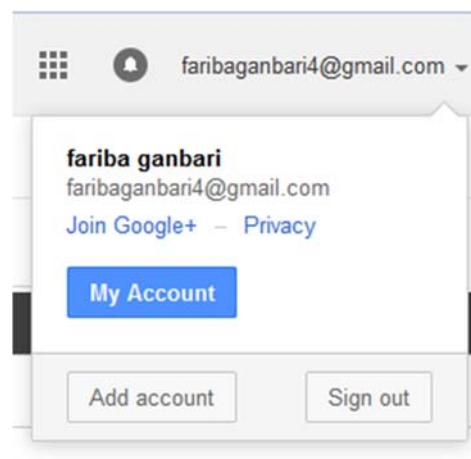 faribaganbari4@gmail.com
fariba ganbari
faribaganbari4@gmail.com
Join Google+ – Privacy
My Account
Add account Sign out